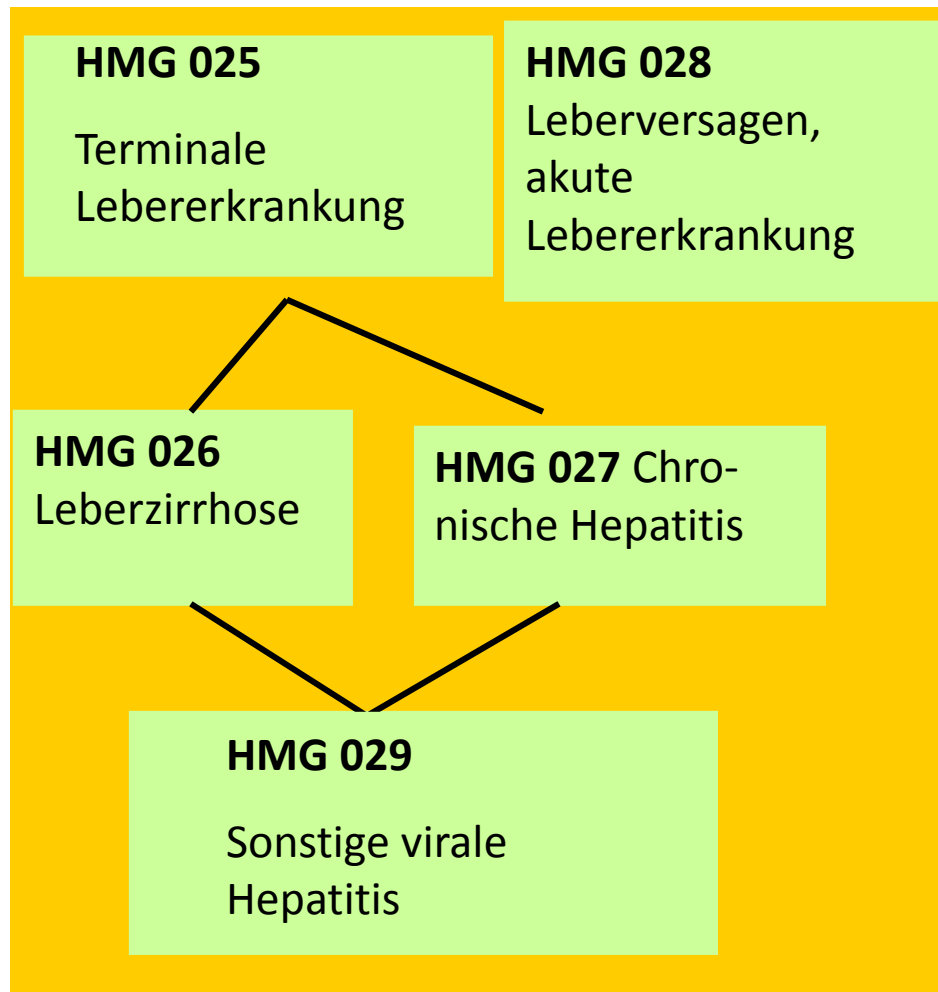 HMG 025
Terminale
Lebererkrankung
HMG 028
Leberversagen,
akute
Lebererkrankung
HMG 026
Leberzirrhose
HMG 027 Chro-
nische Hepatitis
HMG 029
Sonstige virale
Hepatitis